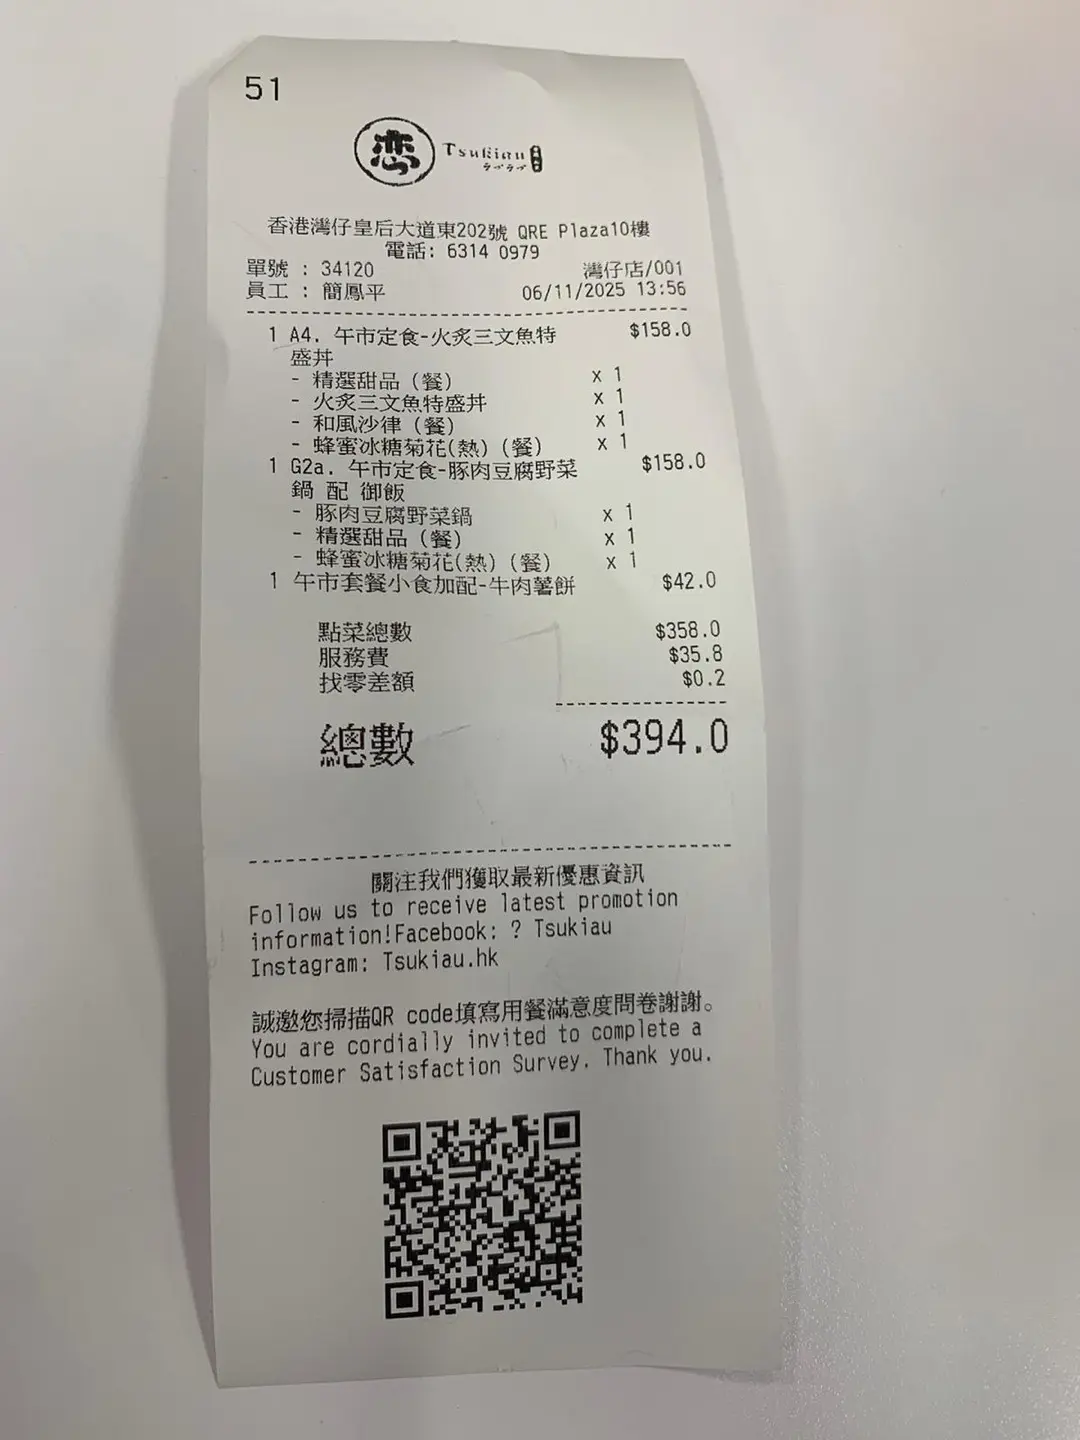 51
恋 Tsukiau
ラブラブ
香港灣仔皇后大道東202號 QRE Plaza10樓
電話: 6314 0979
單號 : 34120 灣仔店/001
員工 : 簡鳳平 06/11/2025 13:56
1 A4. 午市定食-火炙三文魚特 $158.0
盛丼
- 精選甜品 (餐) x 1
- 火炙三文魚特盛丼 x 1
- 和風沙律 (餐) x 1
- 蜂蜜冰糖菊花(熱) (餐) x 1
1 G2a. 午市定食-豚肉豆腐野菜 $158.0
鍋 配 御飯
- 豚肉豆腐野菜鍋 x 1
- 精選甜品 (餐) x 1
- 蜂蜜冰糖菊花(熱) (餐) x 1
1 午市套餐小食加配-牛肉薯餅 $42.0
點菜總數 $358.0
服務費 $35.8
找零差額 $0.2
總數 $394.0
關注我們獲取最新優惠資訊
Follow us to receive latest promotion
information!Facebook: ? Tsukiau
Instagram: Tsukiau.hk
誠邀您掃描QR code填寫用餐滿意度問卷謝謝。
You are cordially invited to complete a
Customer Satisfaction Survey. Thank you.